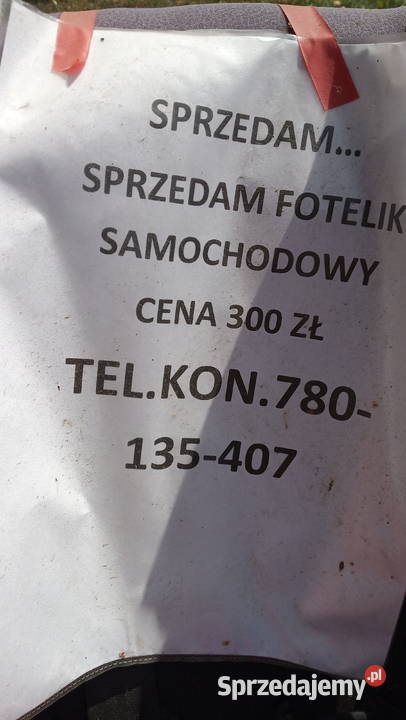 SPRZEDAM...
SPRZEDAM FOTELIK
SAMOCHODOWY
CENA 300 ZŁ
TEL.KON.780-
135-407
Sprzedajemy.pl